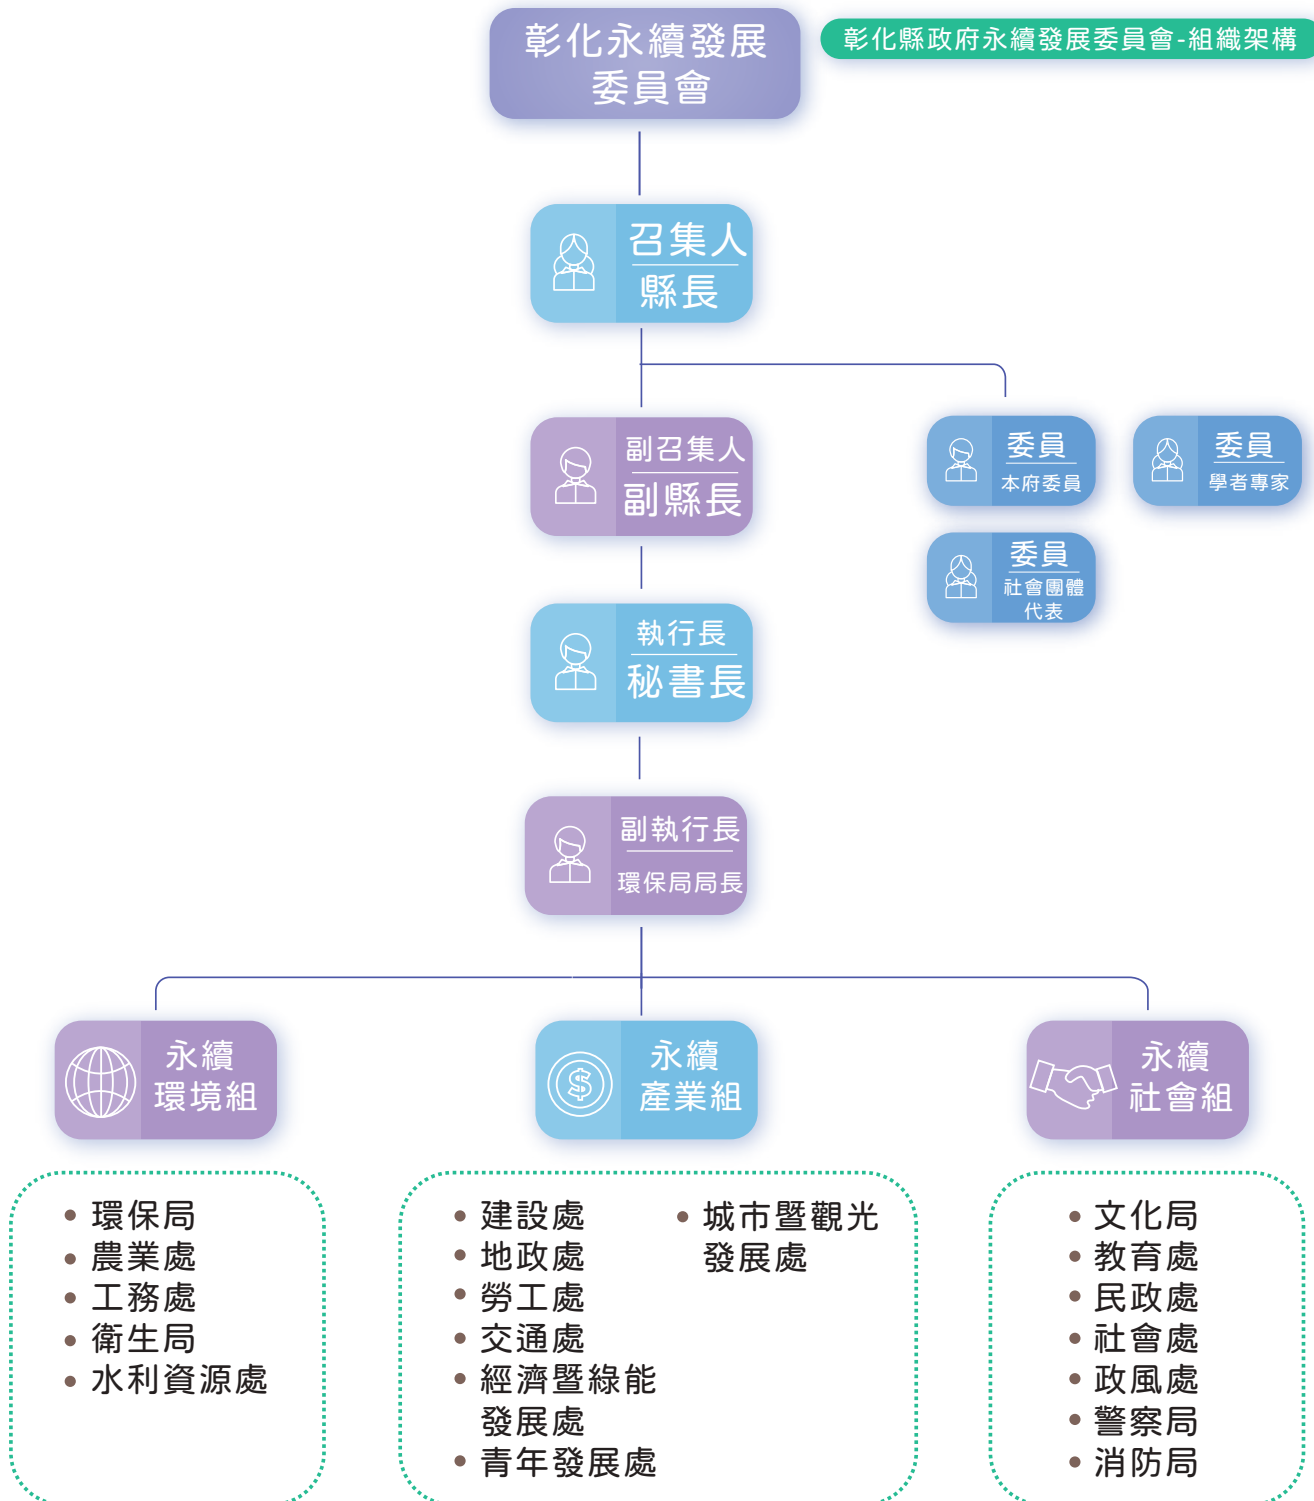 彰化永續發展
委員會
彰化縣政府永續發展委員會-組織架構
召集人
縣長
副召集人
副縣長
委員
本府委員
委員
學者專家
委員
社會團體
代表
執行長
秘書長
副執行長
環保局局長
永續
環境組
永續
產業組
永續
社會組
環保局
農業處
工務處
衛生局
水利資源處
建設處
地政處
勞工處
交通處
經濟暨綠能
發展處
青年發展處
城市暨觀光
發展處
文化局
教育處
民政處
社會處
政風處
警察局
消防局